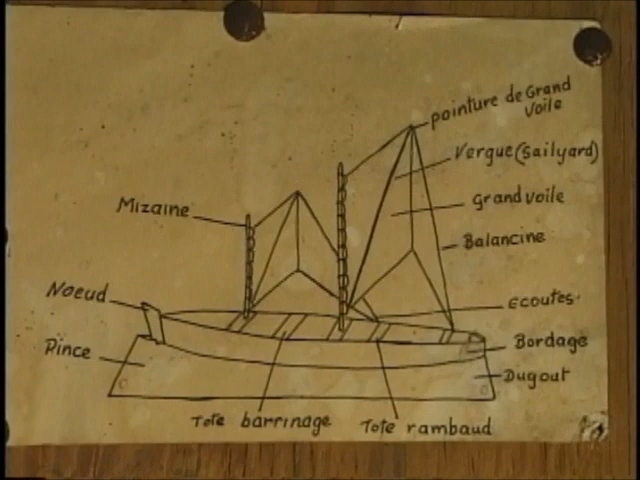 pointure de Grand
Voile
Vergue (sailyard)
Mizaine
grand voile
Balancine
Noeud
ecoutes.
Pince
Bordage
Dugout
Tote barrinage
Tote rambaud